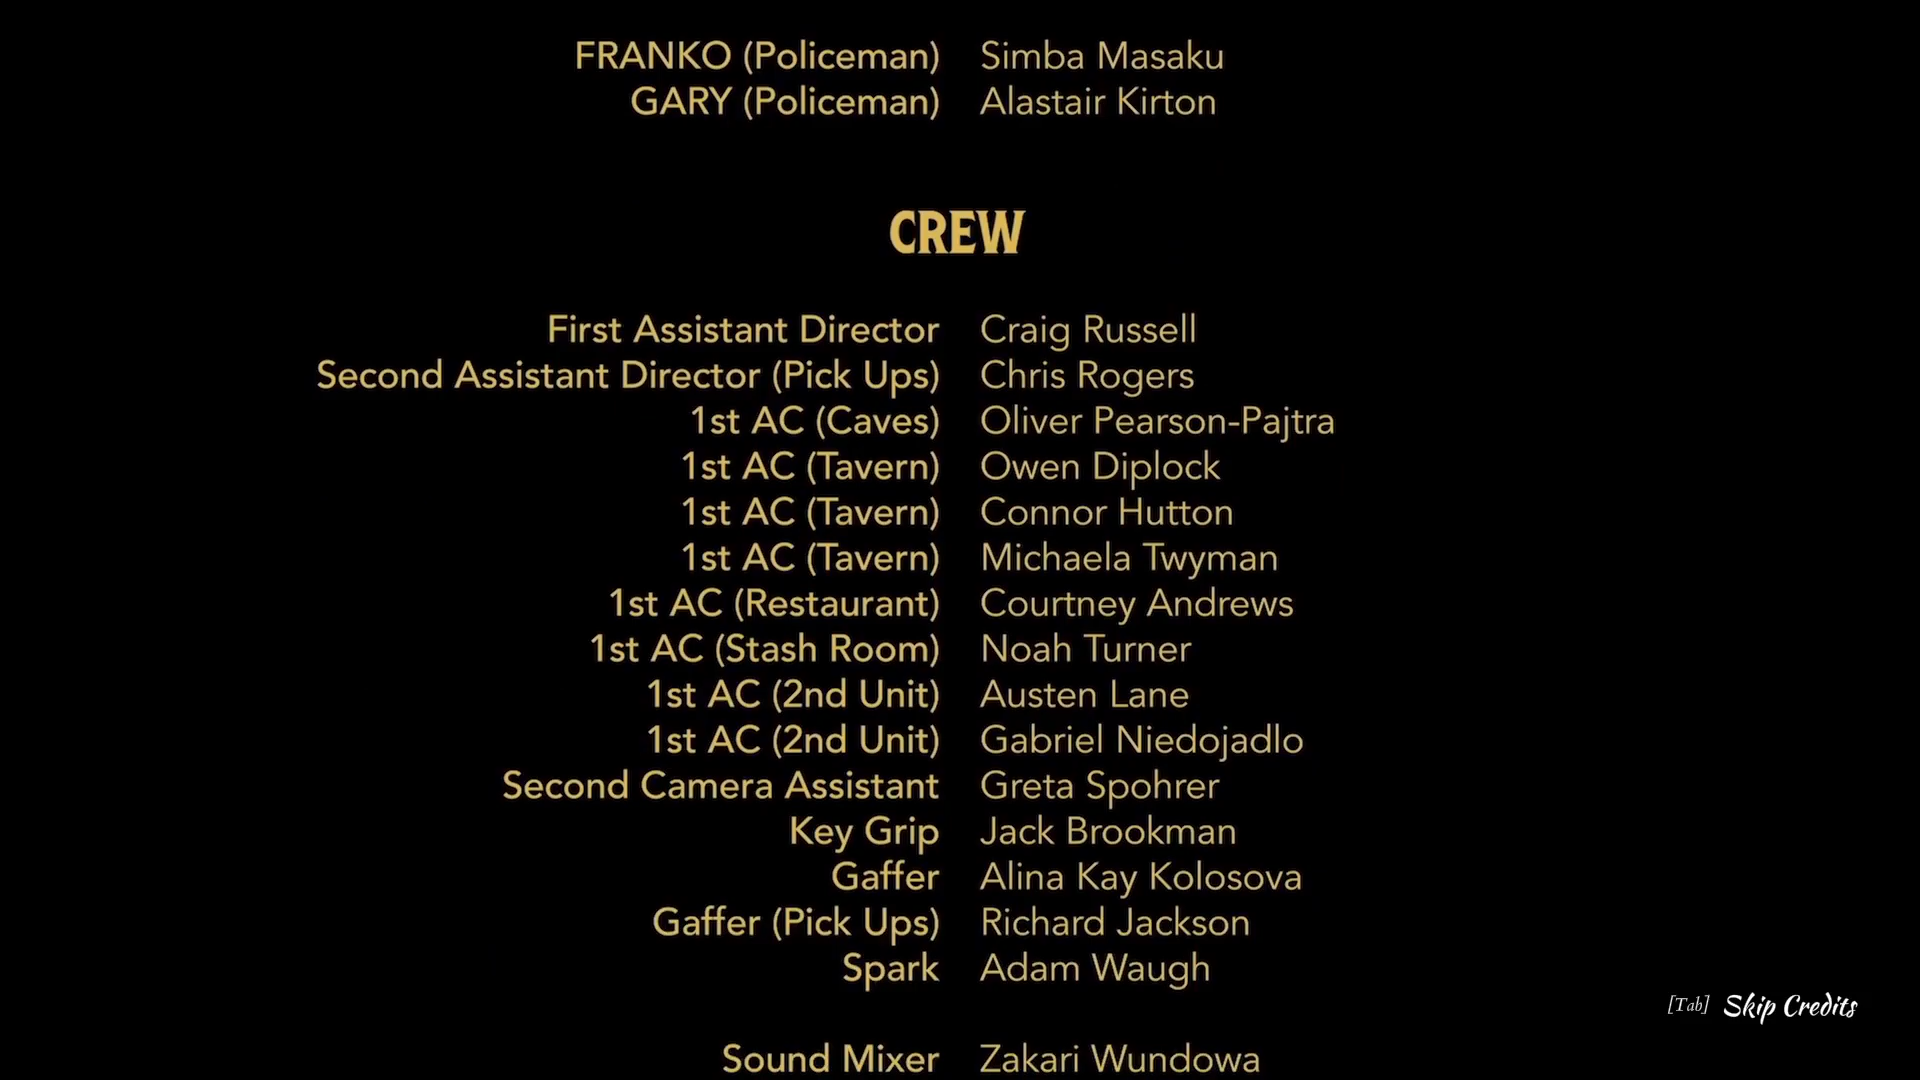 FRANKO (Policeman) Simba Masaku
GARY (Policeman) Alastair Kirton
CREW
First Assistant Director Craig Russell
Second Assistant Director (Pick Ups) Chris Rogers
1st AC (Caves) Oliver Pearson-Pajtra
1st AC (Tavern) Owen Diplock
1st AC (Tavern) Connor Hutton
1st AC (Tavern) Michaela Twyman
1st AC (Restaurant) Courtney Andrews
1st AC (Stash Room) Noah Turner
1st AC (2nd Unit) Austen Lane
1st AC (2nd Unit) Gabriel Niedojadlo
Second Camera Assistant Greta Spohrer
Key Grip Jack Brookman
Gaffer Alina Kay Kolosova
Gaffer (Pick Ups) Richard Jackson
Spark Adam Waugh
[Tab] Skip Credits
Sound Mixer Zakari Wundowa